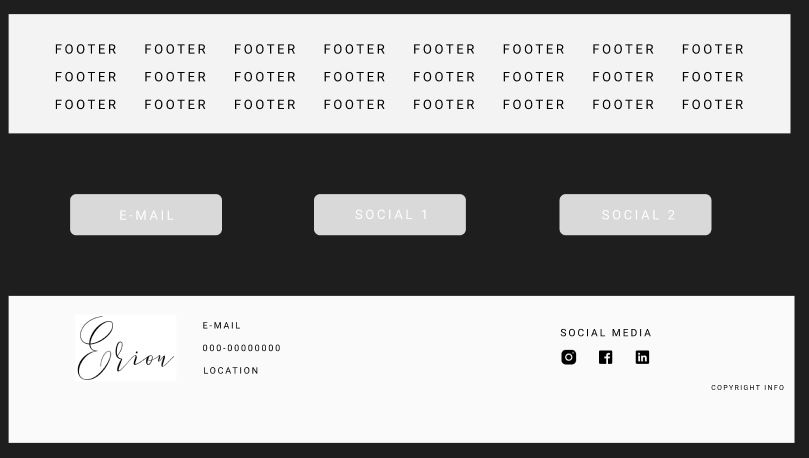 FOOTER FOOTER FOOTER FOOTER FOOTER FOOTER FOOTER FOOTER
FOOTER FOOTER FOOTER FOOTER FOOTER FOOTER FOOTER FOOTER
FOOTER FOOTER FOOTER FOOTER FOOTER FOOTER FOOTER FOOTER
E-MAIL
SOCIAL 1
SOCIAL 2
Erion
E-MAIL
000-00000000
LOCATION
SOCIAL MEDIA
COPYRIGHT INFO